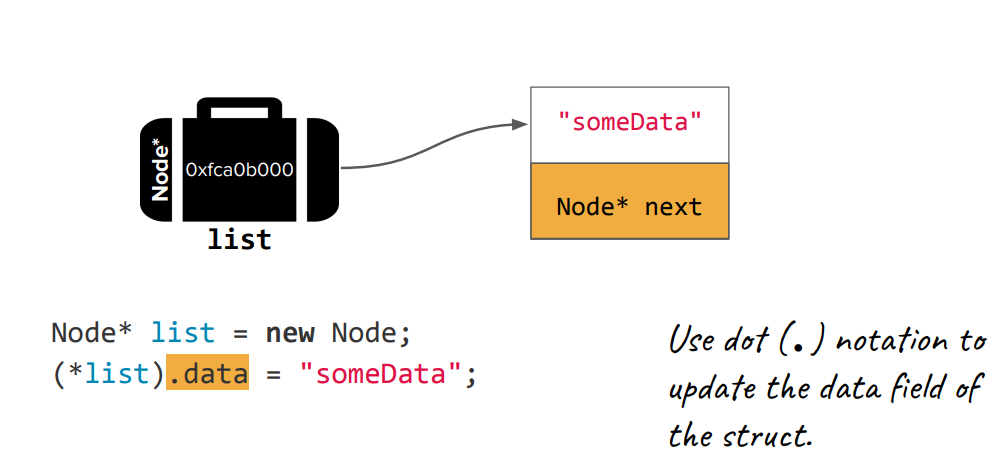 "someData"
Node*
0xfca0b000
Node* next
list
Node* list = new Node;
(*list).data = "someData";
Use dot (.) notation to
update the data field of
the struct.